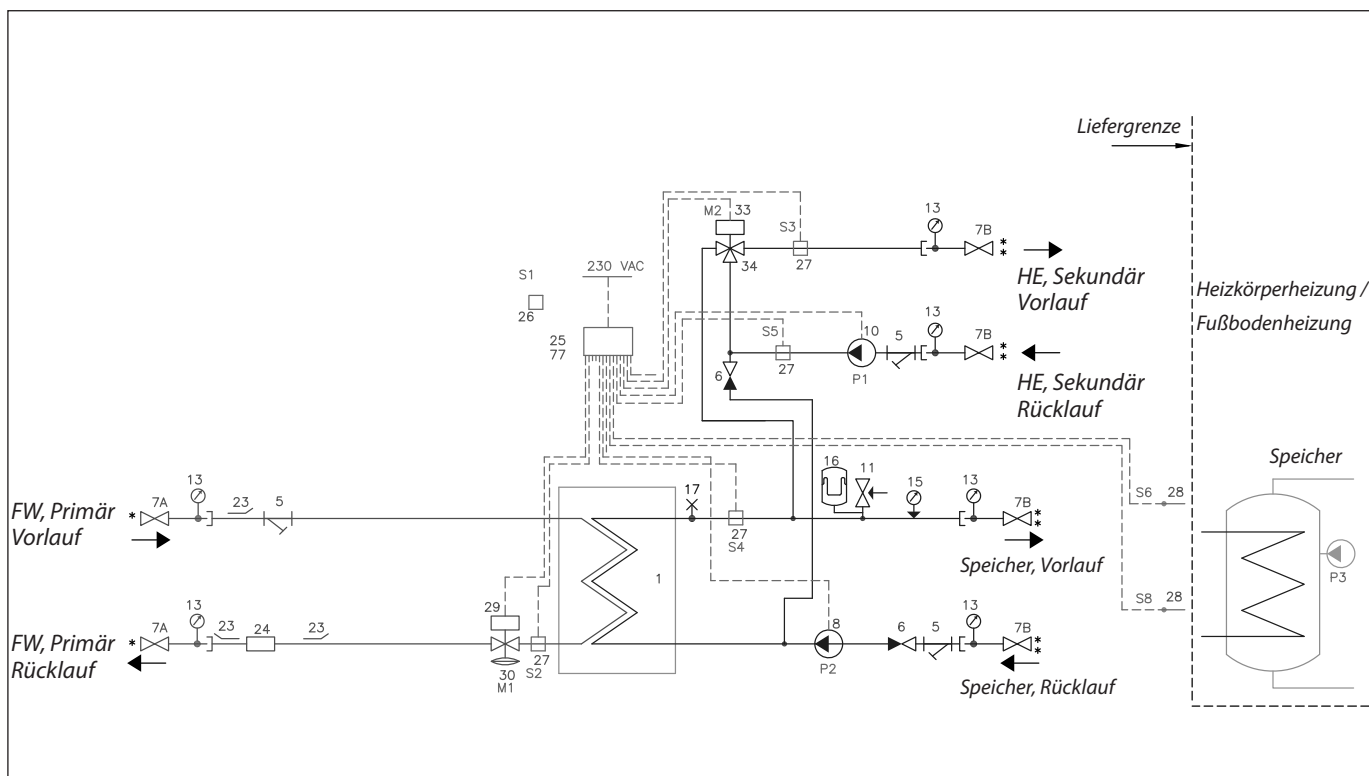 Liefergrenze
M2 33
S3
13
7B
**
34
27
HE, Sekundär
Vorlauf
S1
230 VAC
26
25
77
Heizkörperheizung /
Fußbodenheizung
S5
10
5
13
7B
**
27
P1
6
HE, Sekundär
Rücklauf
Speicher
FW, Primär
Vorlauf
*
7A
13
23
5
17
27
S4
16
11
15
13
7B
**
Speicher, Vorlauf
S6
28
1
P3
S8
28
FW, Primär
Rücklauf
*
7A
13
23
24
23
29
30
M1
27
S2
8
P2
6
5
13
7B
**
Speicher, Rücklauf